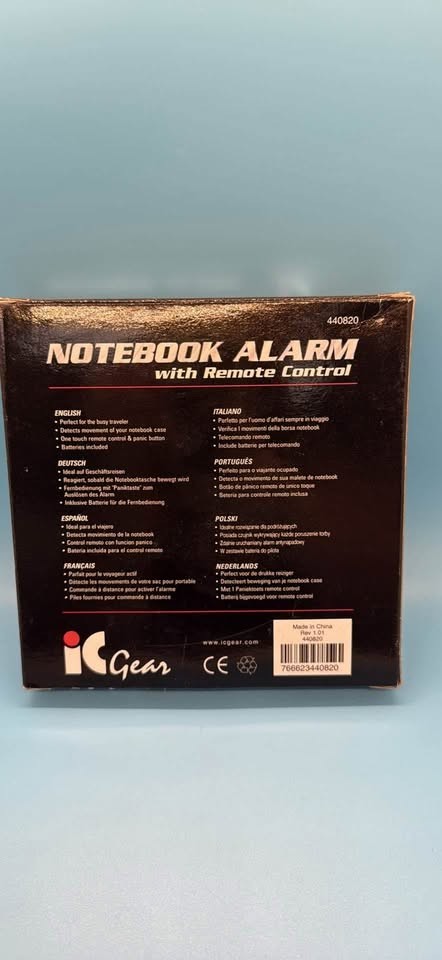 440820
NOTEBOOK ALARM
with Remote Control
ENGLISH
• Perfect for the busy traveler
• Detects movement of your notebook case
• One touch remote control & panic button
• Batteries included
DEUTSCH
• Ideal auf Geschäftsreisen
• Reagiert, sobald die Notebooktasche bewegt wird
• Fernbedienung mit "Paniktaste" zum
Auslösen des Alarm
• Inklusive Batterie für die Fernbedienung
ESPAÑOL
• Ideal para el viajero
• Detecta movimiento de la notebook
• Control remoto con funcion panico
• Bateria incluida para el control remoto
FRANÇAIS
• Parfait pour le voyageur actif
• Détecte les mouvements de votre sac pour portable
• Commande à distance pour activer l'alarme
• Piles fournies pour commande à distance
ITALIANO
• Perfetto per l'uomo d'affari sempre in viaggio
• Verifica I movimenti della borsa notebook
• Telecomando remoto
• Include batterie per telecomando
PORTUGUÊS
• Perfeito para o viajante ocupado
• Detecta o movimento de sua malete de notebook
• Botão de pânico remoto de único toque
• Bateria para controle remoto inclusa
POLSKI
• Idealne rozwiązanie dla podróżujących
• Posiada czujnik wykrywający każde poruszenie torby
• Zdalnie uruchamiany alarm antynapadowy
• W zestawie bateria do pilota
NEDERLANDS
• Perfect voor de drukke reiziger
• Detecteert beweging van je notebook case
• Met 1 Paniektoets remote control
• Batterij bijgevoegd voor remote control
iC Gear
www.icgear.com
CE
Made in China
Rev 1.01
440820
766623440820